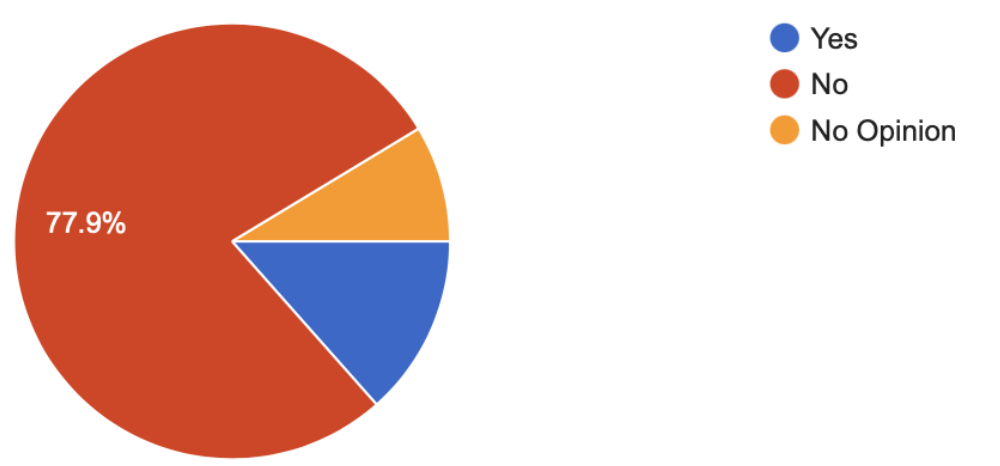 Yes
No
No Opinion
77.9%